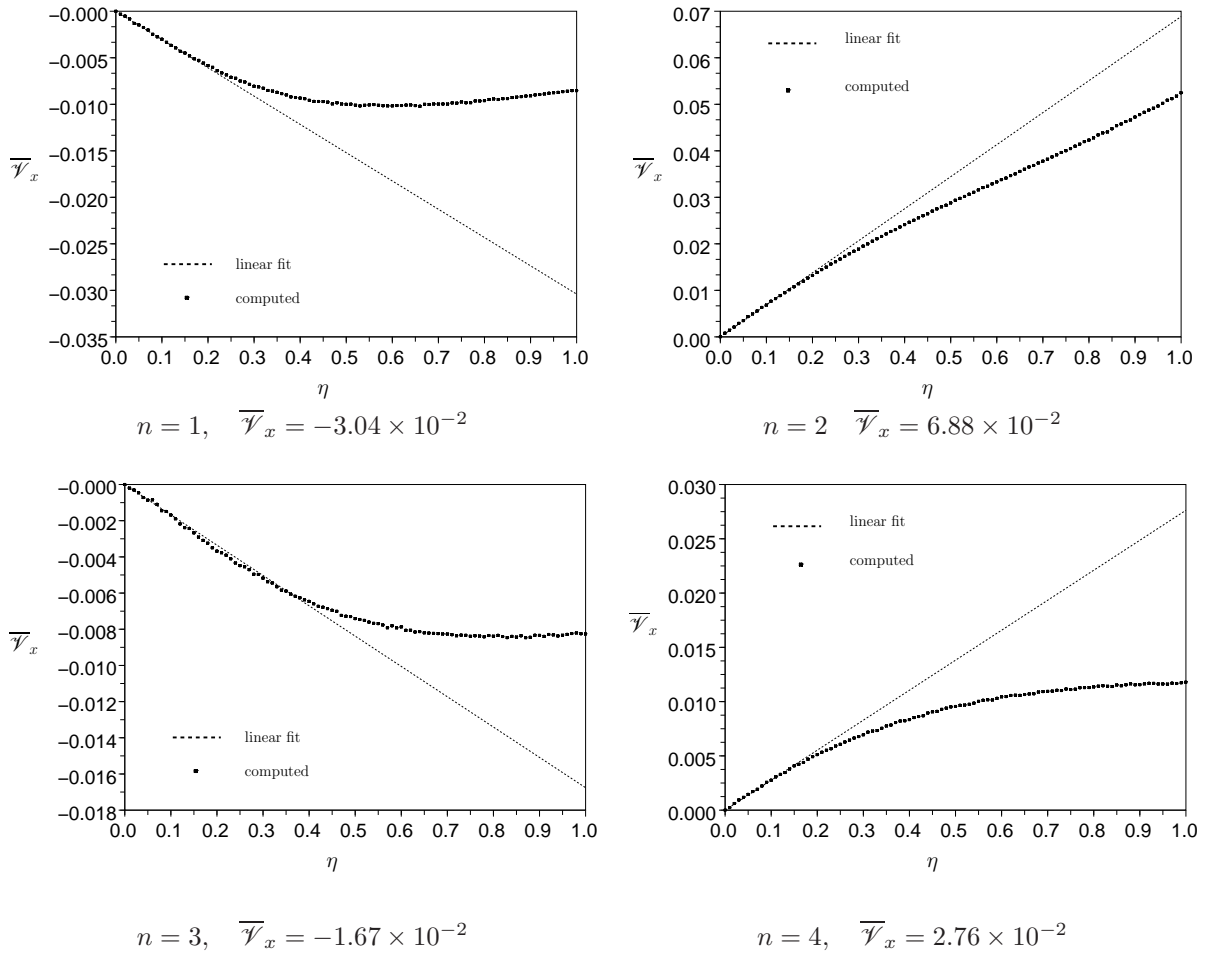 −0.000
−0.005
−0.010
−0.015
−0.020
−0.025
−0.030
−0.035
𝒱̅ₓ
linear fit
computed
0.0 0.1 0.2 0.3 0.4 0.5 0.6 0.7 0.8 0.9 1.0
η
n = 1, 𝒱̅ₓ = −3.04 × 10⁻²
0.07
0.06
0.05
0.04
0.03
0.02
0.01
0.00
𝒱̅ₓ
linear fit
computed
0.0 0.1 0.2 0.3 0.4 0.5 0.6 0.7 0.8 0.9 1.0
η
n = 2 𝒱̅ₓ = 6.88 × 10⁻²
−0.000
−0.002
−0.004
−0.006
−0.008
−0.010
−0.012
−0.014
−0.016
−0.018
𝒱̅ₓ
linear fit
computed
0.0 0.1 0.2 0.3 0.4 0.5 0.6 0.7 0.8 0.9 1.0
η
n = 3, 𝒱̅ₓ = −1.67 × 10⁻²
0.030
0.025
0.020
0.015
0.010
0.005
0.000
𝒱̅ₓ
linear fit
computed
0.0 0.1 0.2 0.3 0.4 0.5 0.6 0.7 0.8 0.9 1.0
η
n = 4, 𝒱̅ₓ = 2.76 × 10⁻²